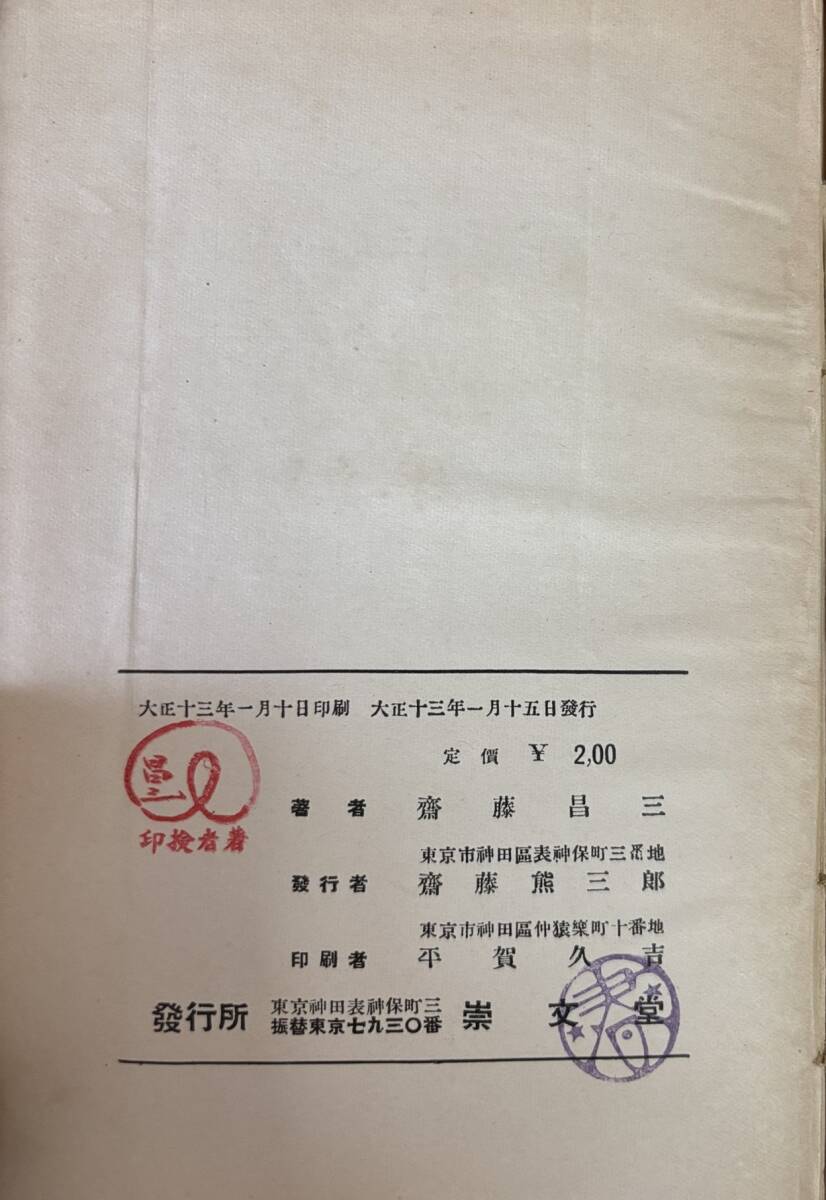 大正十三年一月十日印刷　大正十三年一月十五日發行
定價 ¥ 2,00
昌三
印撿者著
著者　齋藤昌三
東京市神田區表神保町三番地
發行者　齋藤熊三郎
東京市神田區仲猿樂町十番地
印刷者　平賀久吉
發行所
東京神田表神保町三
振替東京七九三〇番
崇文堂